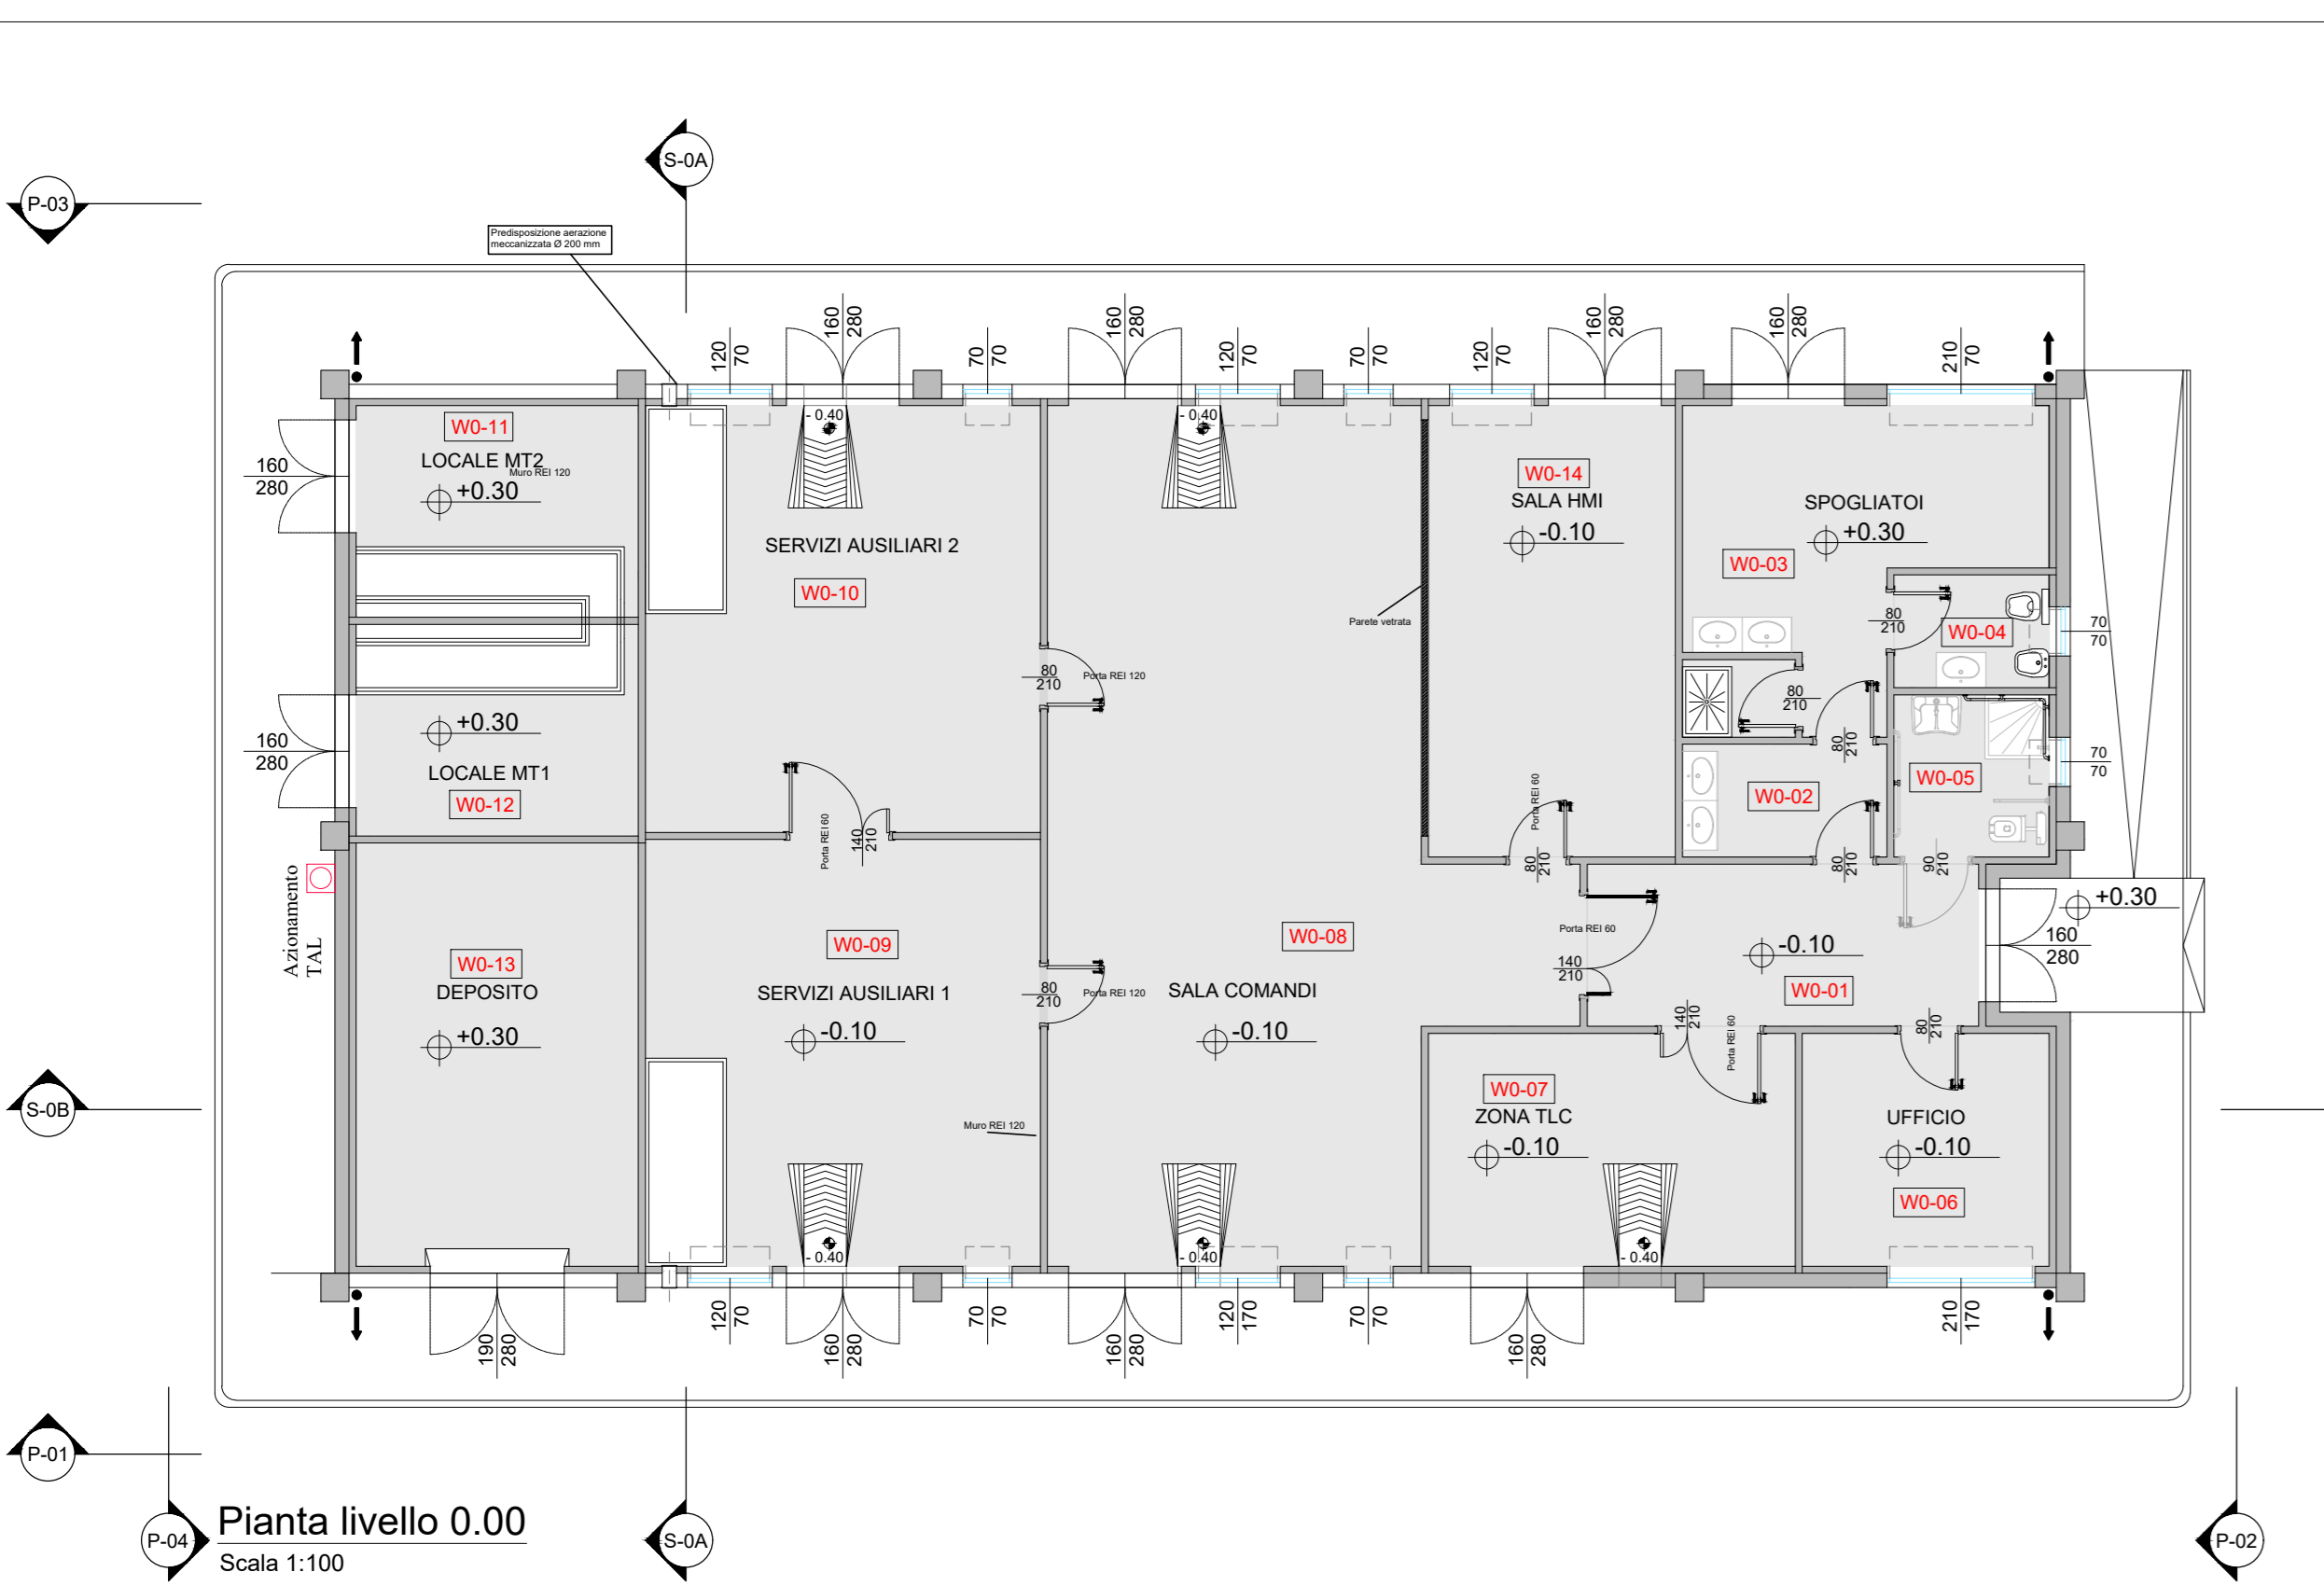 S-0A
P-03
Predisposizione aerazione
meccanizzata Ø 200 mm
120
70
160
280
70
70
160
280
120
70
70
70
120
70
160
280
160
280
210
70
- 0.40
- 0.40
W0-11
LOCALE MT2
Muro REI 120
+0.30
160
280
W0-14
SALA HMI
-0.10
SPOGLIATOI
+0.30
SERVIZI AUSILIARI 2
W0-10
W0-03
Parete vetrata
80
210
W0-04
70
70
80
210
Porta REI 120
80
210
+0.30
160
280
LOCALE MT1
W0-12
80
210
70
70
W0-05
W0-02
Porta REI 60
Porta REI 60
140
210
80
210
80
210
90
210
Azionamento
TAL
+0.30
W0-09
W0-08
Porta REI 60
160
280
-0.10
W0-13
DEPOSITO
140
210
W0-01
SERVIZI AUSILIARI 1
80
210
Porta REI 120
SALA COMANDI
+0.30
-0.10
-0.10
140
210
Porta REI 60
80
210
W0-07
ZONA TLC
-0.10
UFFICIO
-0.10
S-0B
Muro REI 120
W0-06
- 0.40
- 0.40
- 0.40
190
280
120
70
160
280
70
70
160
280
120
170
70
70
160
280
210
170
P-01
Pianta livello 0.00
P-04
S-0A
P-02
Scala 1:100